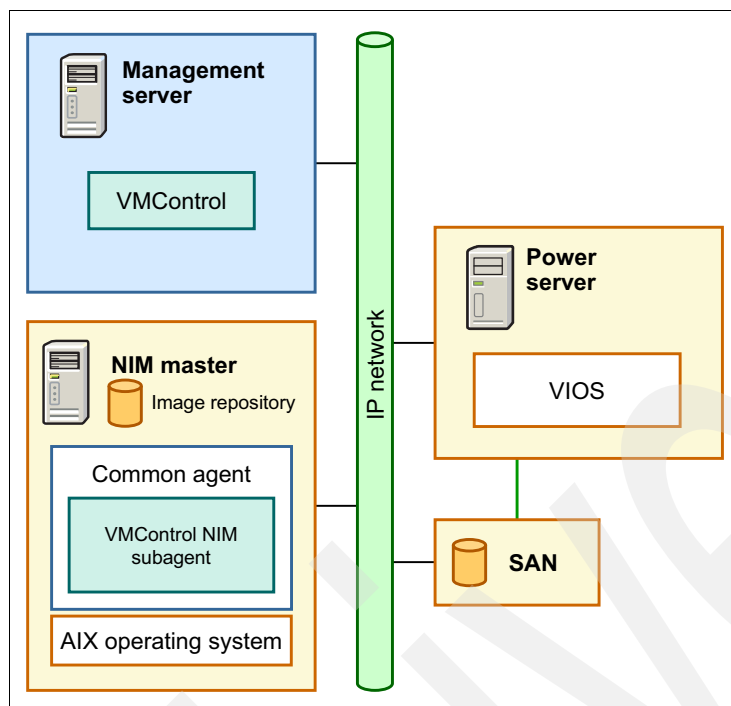 Management
server
VMControl
NIM master
Image repository
Common agent
VMControl NIM
subagent
AIX operating system
IP network
Power
server
VIOS
SAN